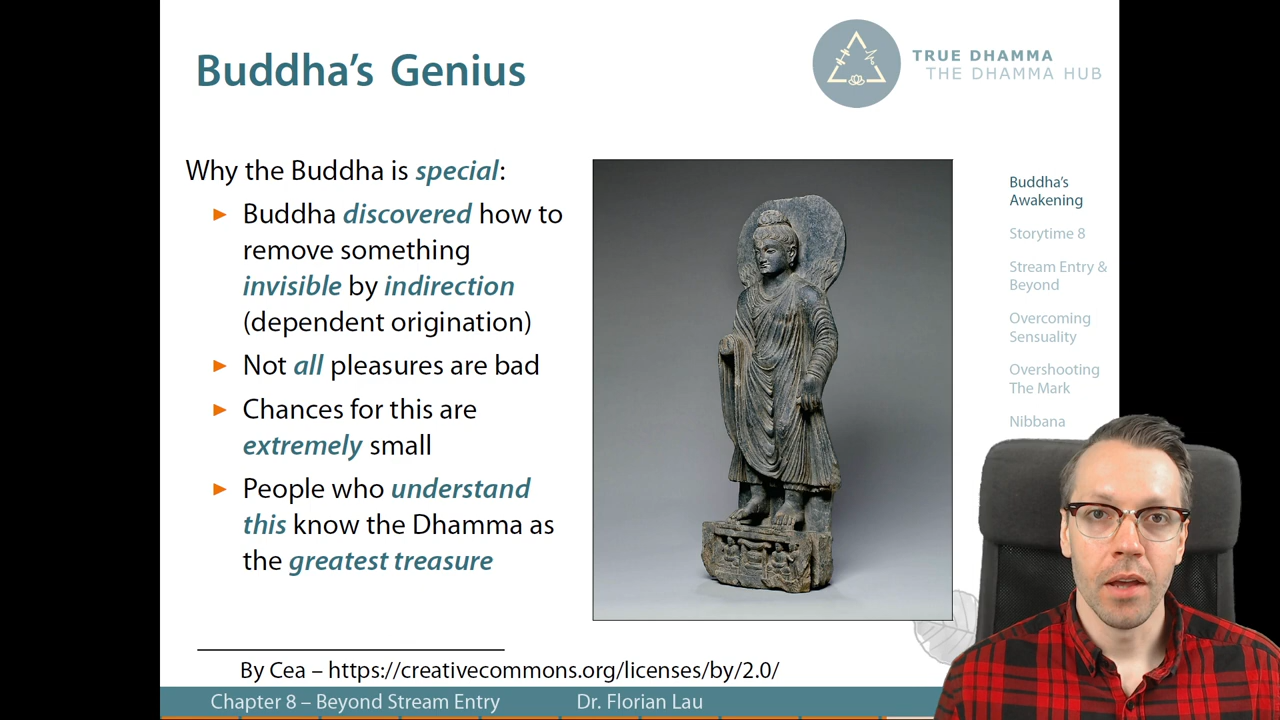 Buddha's Genius
TRUE DHAMMA
THE DHAMMA HUB
Why the Buddha is special:
Buddha discovered how to
remove something
invisible by indirection
(dependent origination)
Not all pleasures are bad
Chances for this are
extremely small
People who understand
this know the Dhamma as
the greatest treasure
Buddha's
Awakening
Storytime 8
Stream Entry &
Beyond
Overcoming
Sensuality
Overshooting
The Mark
Nibbana
By Cea – https://creativecommons.org/licenses/by/2.0/
Chapter 8 – Beyond Stream Entry
Dr. Florian Lau